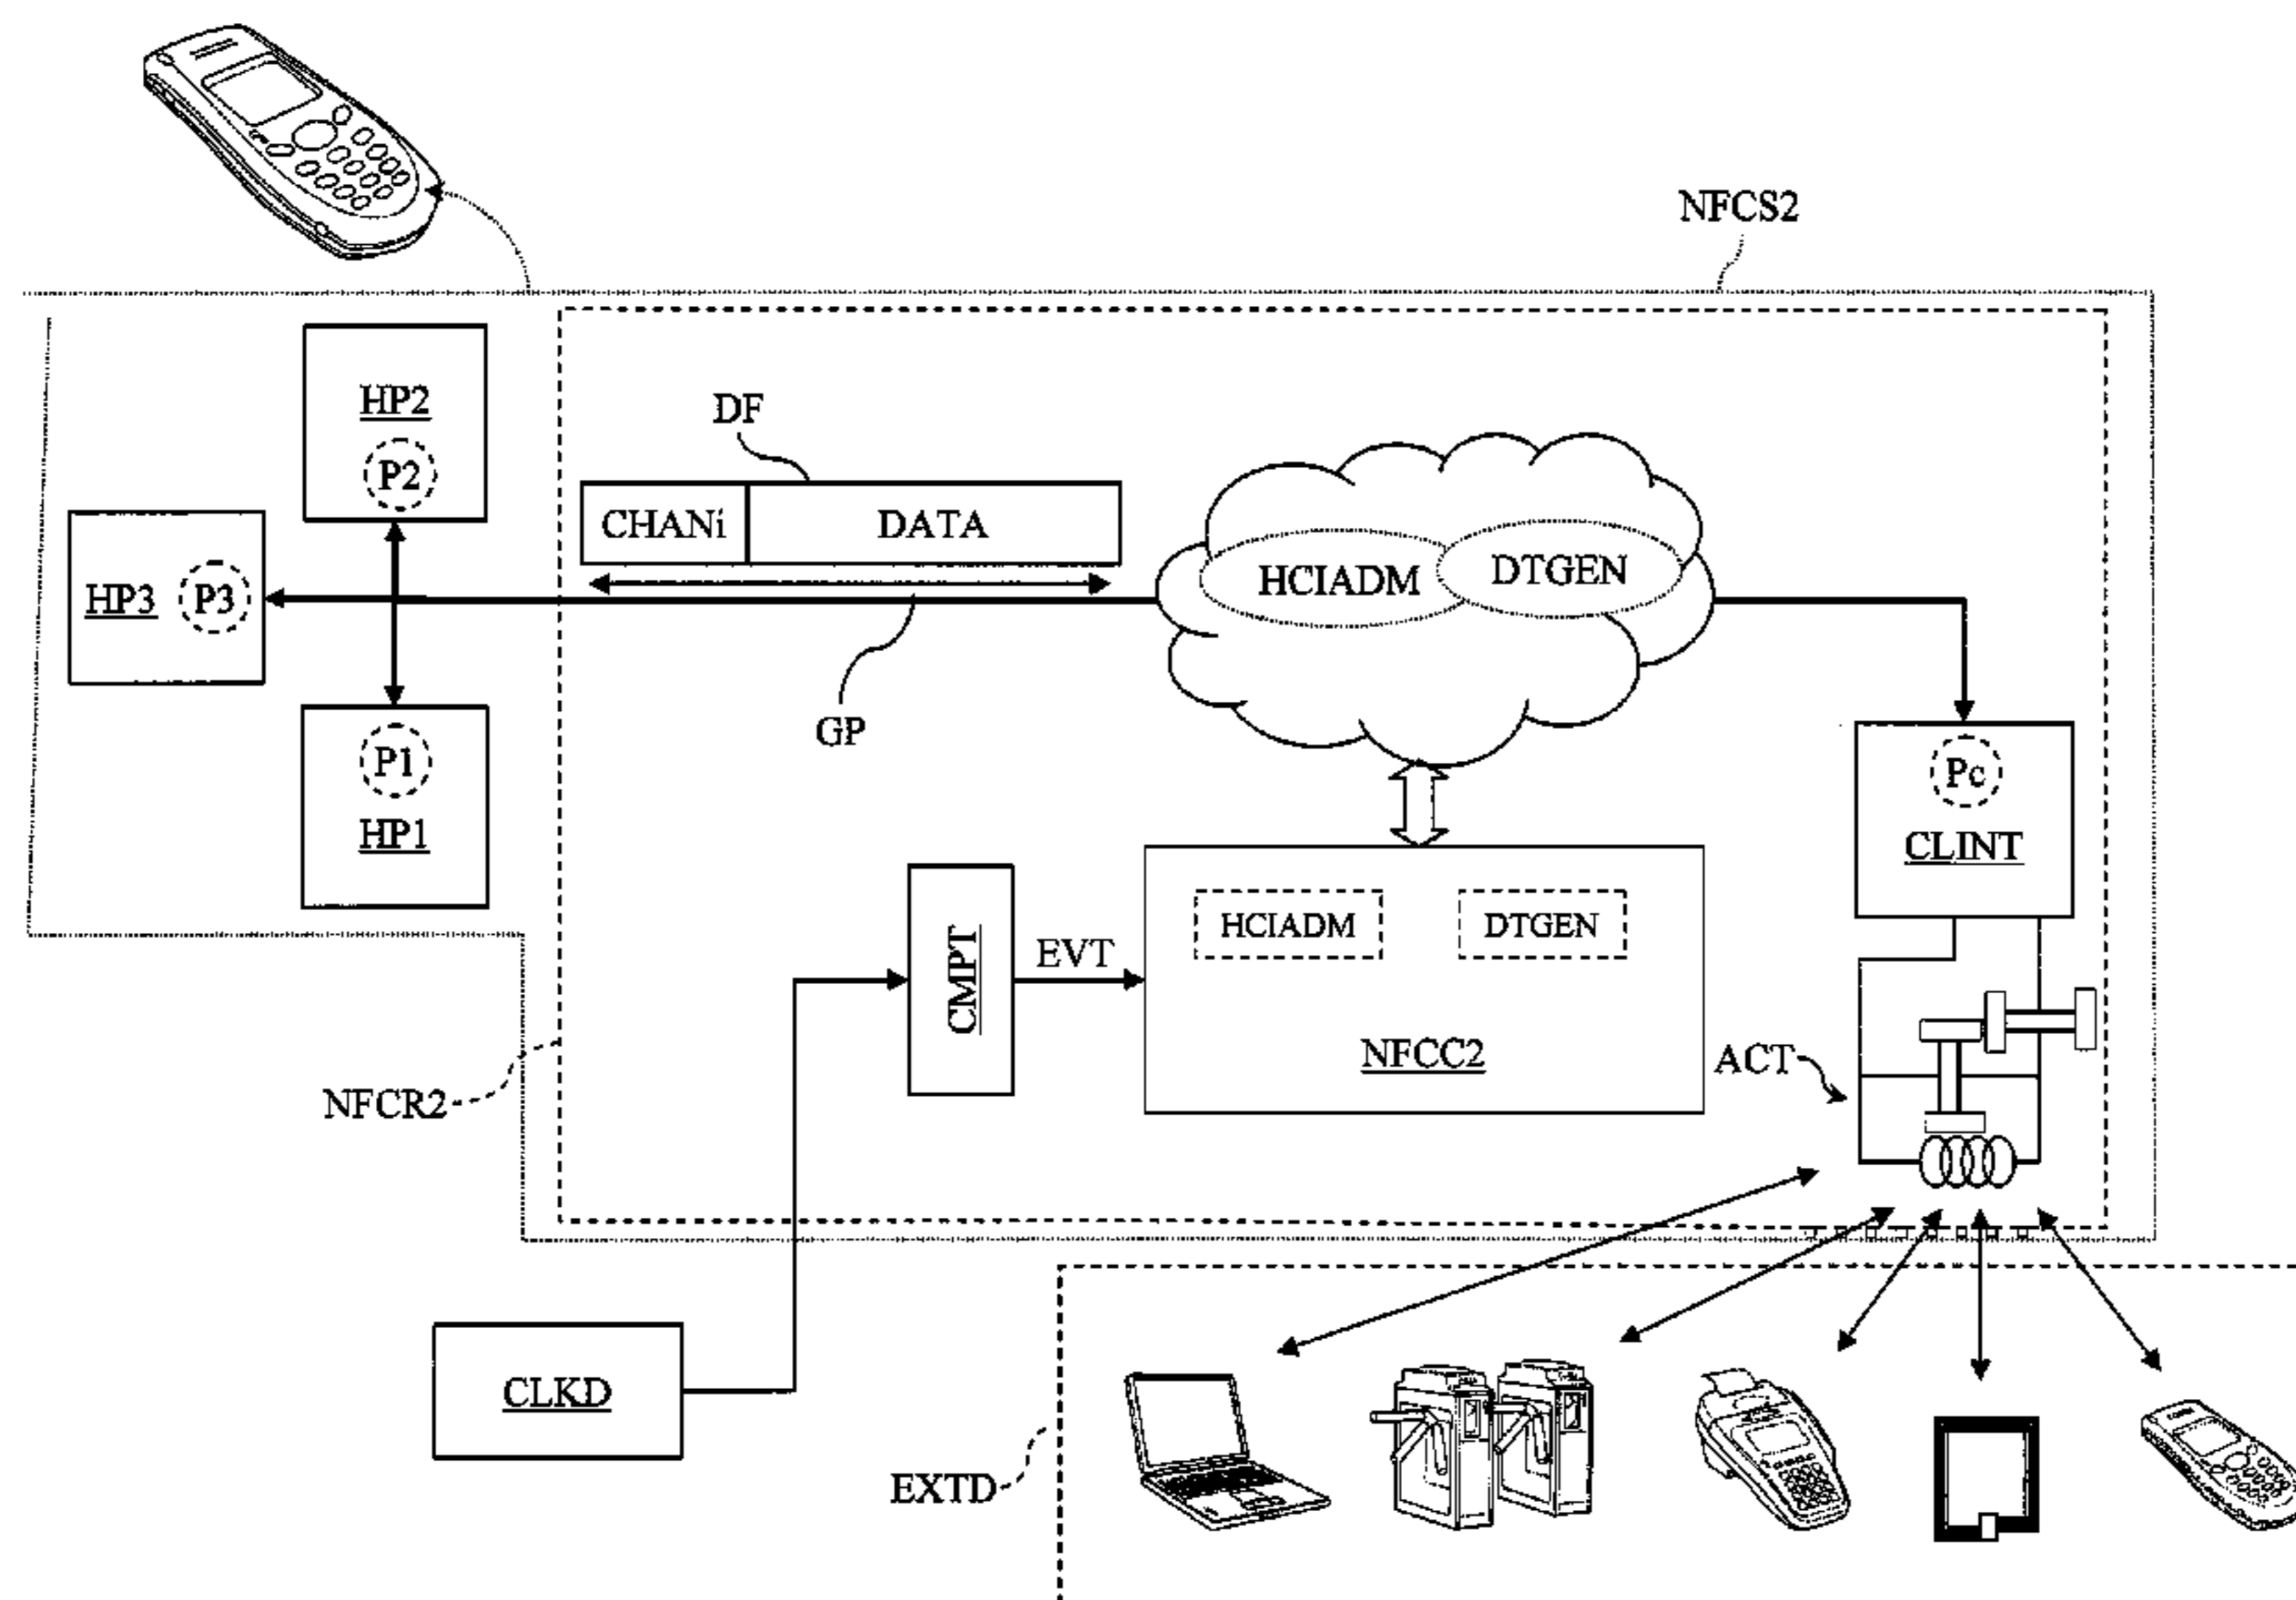 NFCS2
HP2
P2
DF
CHANi DATA
HCIADM DTGEN
HP3 P3
GP
P1
HP1
Pc
CLINT
CMPT
EVT
HCIADM DTGEN
NFCC2
ACT
NFCR2
CLKD
EXTD